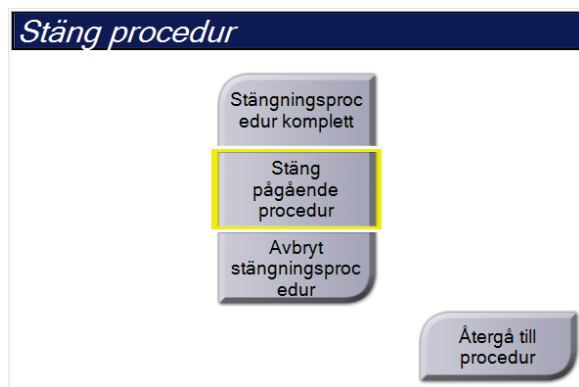 Stäng procedur
Stängningsproc
edur komplett
Stäng
pågående
procedur
Avbryt
stängningsproc
edur
Återgå till
procedur